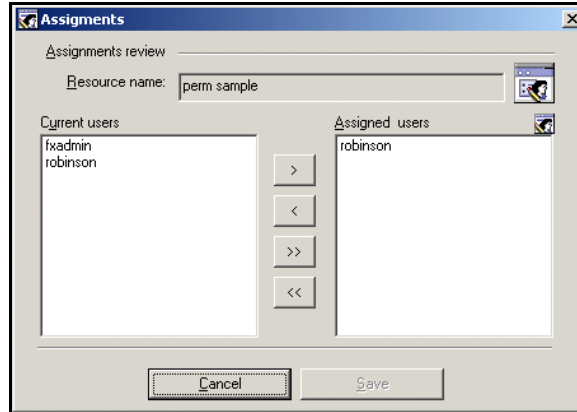 Assigments
Assignments review
Resource name: perm sample
Current users
Assigned users
fxadmin
robinson
robinson
>
<
>>
<<
Cancel
Save